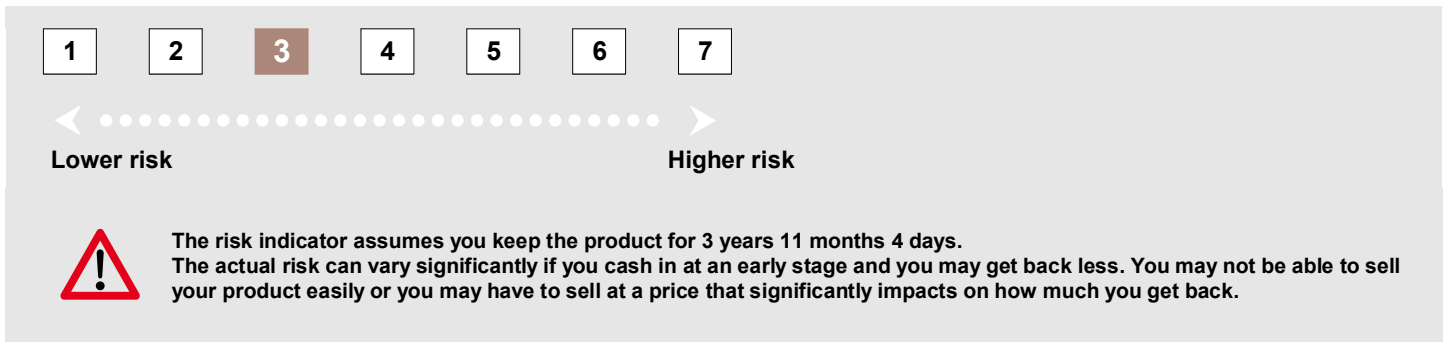 1 2 3 4 5 6 7
Lower risk Higher risk
The risk indicator assumes you keep the product for 3 years 11 months 4 days.
The actual risk can vary significantly if you cash in at an early stage and you may get back less. You may not be able to sell
your product easily or you may have to sell at a price that significantly impacts on how much you get back.